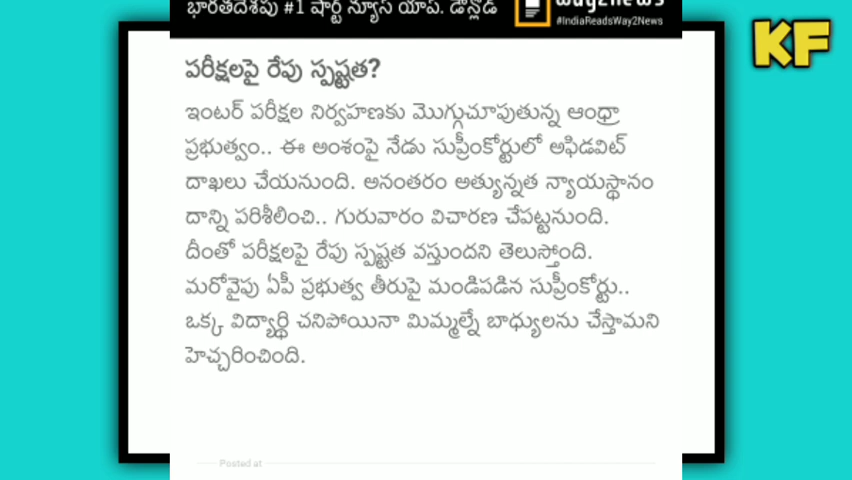 భారతదేశపు #1 షార్ట్ న్యూస్ యాప్. డౌన్లోడ్
way2news
#IndiaReadsWay2News
KF
పరీక్షలపై రేపు స్పష్టత?
ఇంటర్ పరీక్షల నిర్వహణకు మొగ్గుచూపుతున్న ఆంధ్రా
ప్రభుత్వం.. ఈ అంశంపై నేడు సుప్రీంకోర్టులో అఫిడవిట్
దాఖలు చేయనుంది. అనంతరం అత్యున్నత న్యాయస్థానం
దాన్ని పరిశీలించి.. గురువారం విచారణ చేపట్టనుంది.
దీంతో పరీక్షలపై రేపు స్పష్టత వస్తుందని తెలుస్తోంది.
మరోవైపు ఏపీ ప్రభుత్వ తీరుపై మండిపడిన సుప్రీంకోర్టు..
ఒక్క విద్యార్థి చనిపోయినా మిమ్మల్నే బాధ్యులను చేస్తామని
హెచ్చరించింది.
Posted at